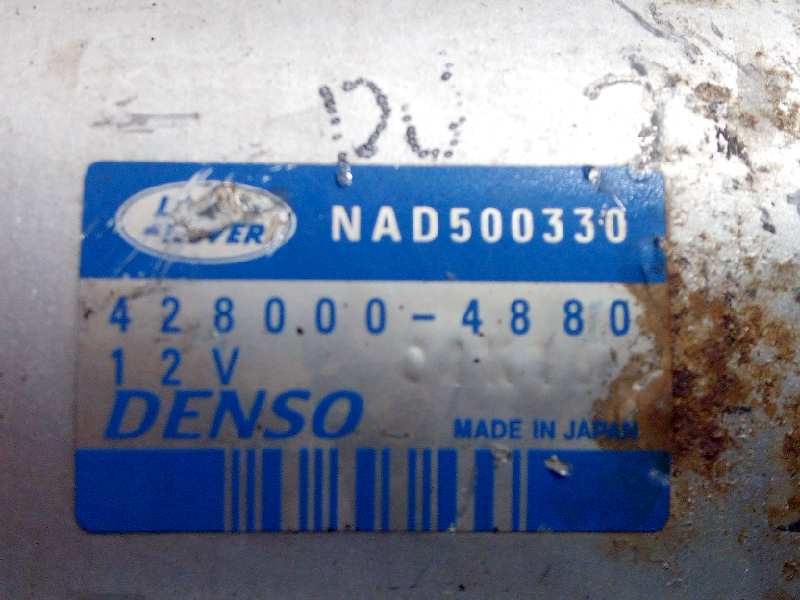 NAD500330
428000-4880
12V
DENSO
MADE IN JAPAN